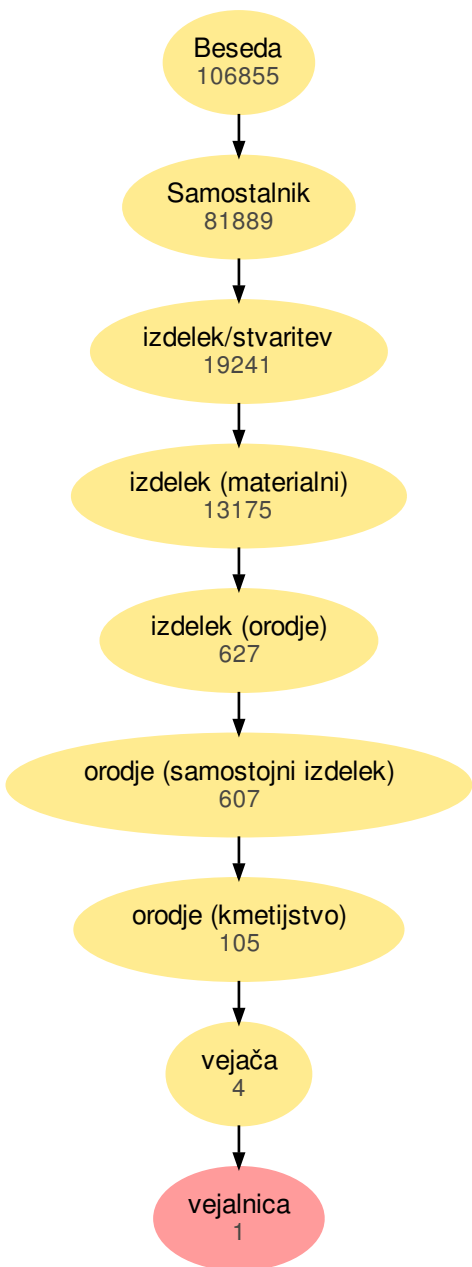 Beseda
106855
Samostalnik
81889
izdelek/stvaritev
19241
izdelek (materialni)
13175
izdelek (orodje)
627
orodje (samostojni izdelek)
607
orodje (kmetijstvo)
105
vejača
4
vejalnica
1